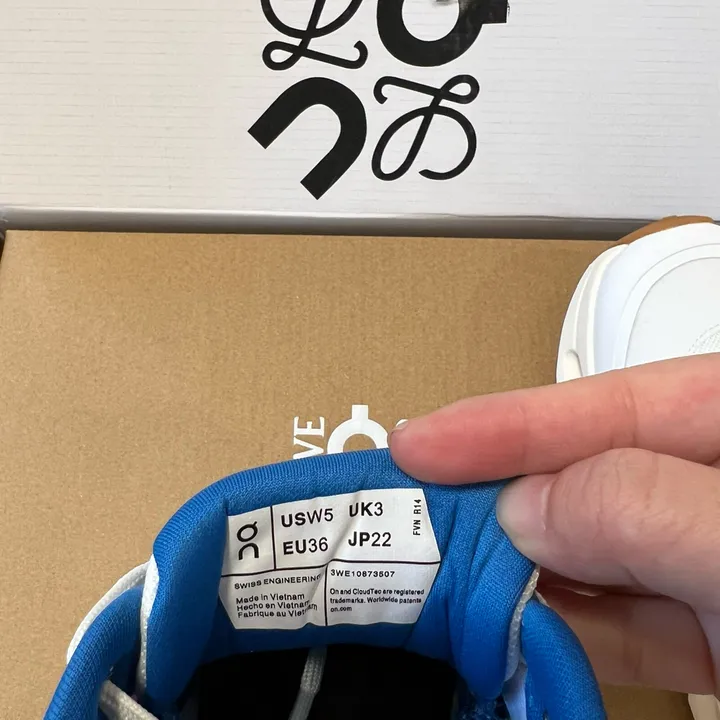 USW5 UK3
EU36 JP22
FVN R14
SWISS ENGINEERING
3WE10873507
Made in Vietnam
Hecho en Vietnam
Fabrique au Vietnam
On and CloudTec are registered
trademarks. Worldwide patents
on.com